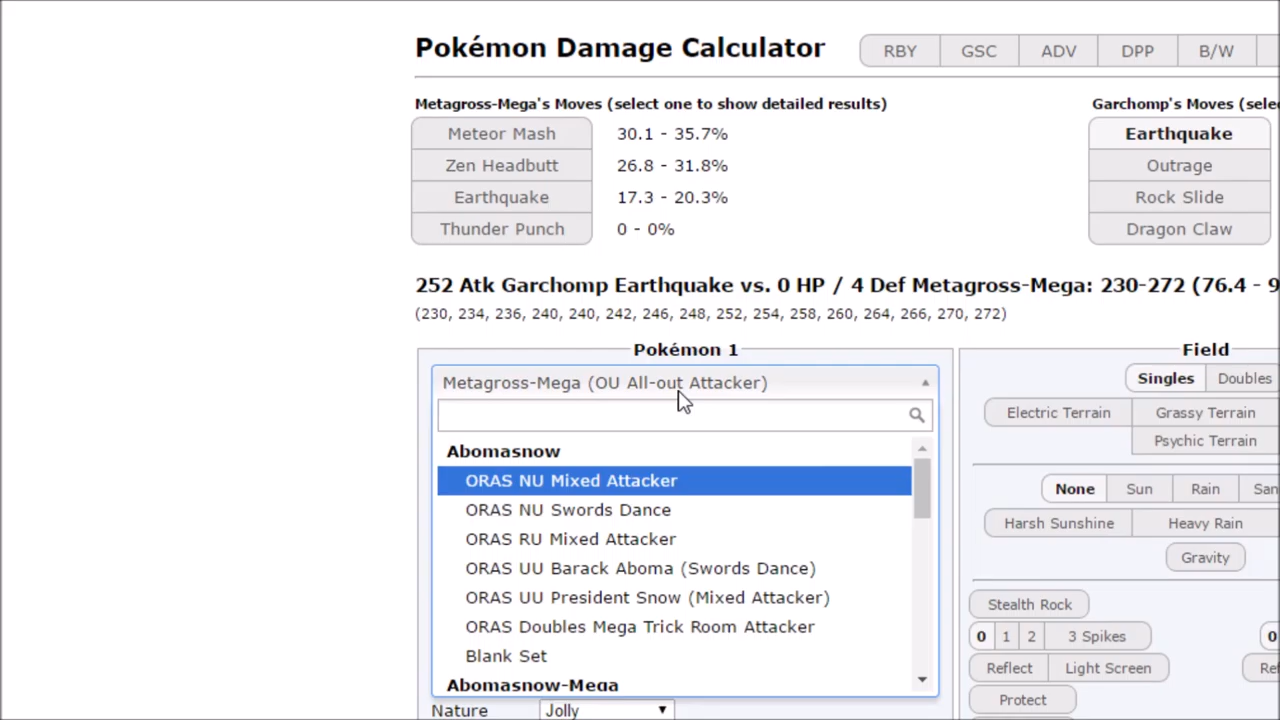 Pokémon Damage Calculator
RBY GSC ADV DPP B/W
Metagross-Mega's Moves (select one to show detailed results)
Meteor Mash 30.1 - 35.7%
Zen Headbutt 26.8 - 31.8%
Earthquake 17.3 - 20.3%
Thunder Punch 0 - 0%
Garchomp's Moves (sele
Earthquake
Outrage
Rock Slide
Dragon Claw
252 Atk Garchomp Earthquake vs. 0 HP / 4 Def Metagross-Mega: 230-272 (76.4 - 9
(230, 234, 236, 240, 240, 242, 246, 248, 252, 254, 258, 260, 264, 266, 270, 272)
Pokémon 1
Metagross-Mega (OU All-out Attacker)
Abomasnow
ORAS NU Mixed Attacker
ORAS NU Swords Dance
ORAS RU Mixed Attacker
ORAS UU Barack Aboma (Swords Dance)
ORAS UU President Snow (Mixed Attacker)
ORAS Doubles Mega Trick Room Attacker
Blank Set
Abomasnow-Mega
Nature Jolly
Field
Singles Doubles
Electric Terrain Grassy Terrain
Psychic Terrain
None Sun Rain San
Harsh Sunshine Heavy Rain
Gravity
Stealth Rock
0 1 2 3 Spikes 0
Reflect Light Screen Ref
Protect